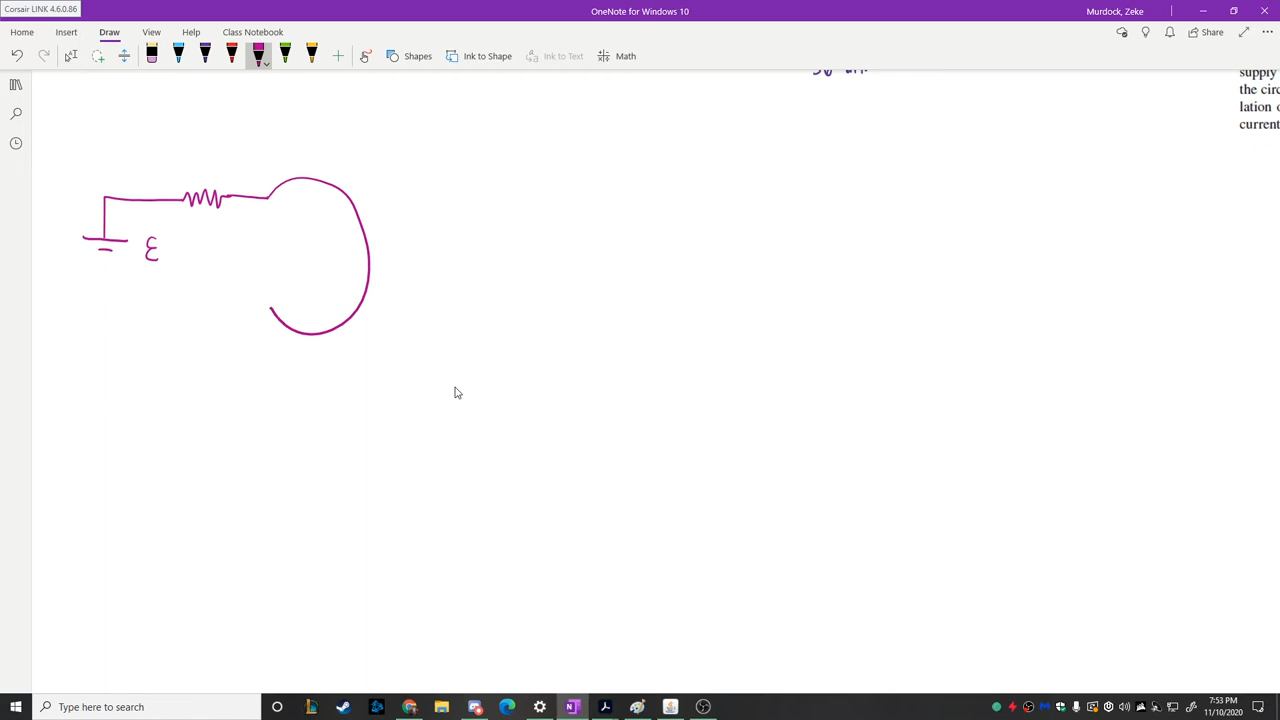 Corsair LINK 4.6.0.86
OneNote for Windows 10
Murdock, Zeke
Home Insert Draw View Help Class Notebook
Share
Shapes Ink to Shape Ink to Text Math
supply
the circ
lation o
current
ε
Type here to search
7:53 PM
11/10/2020